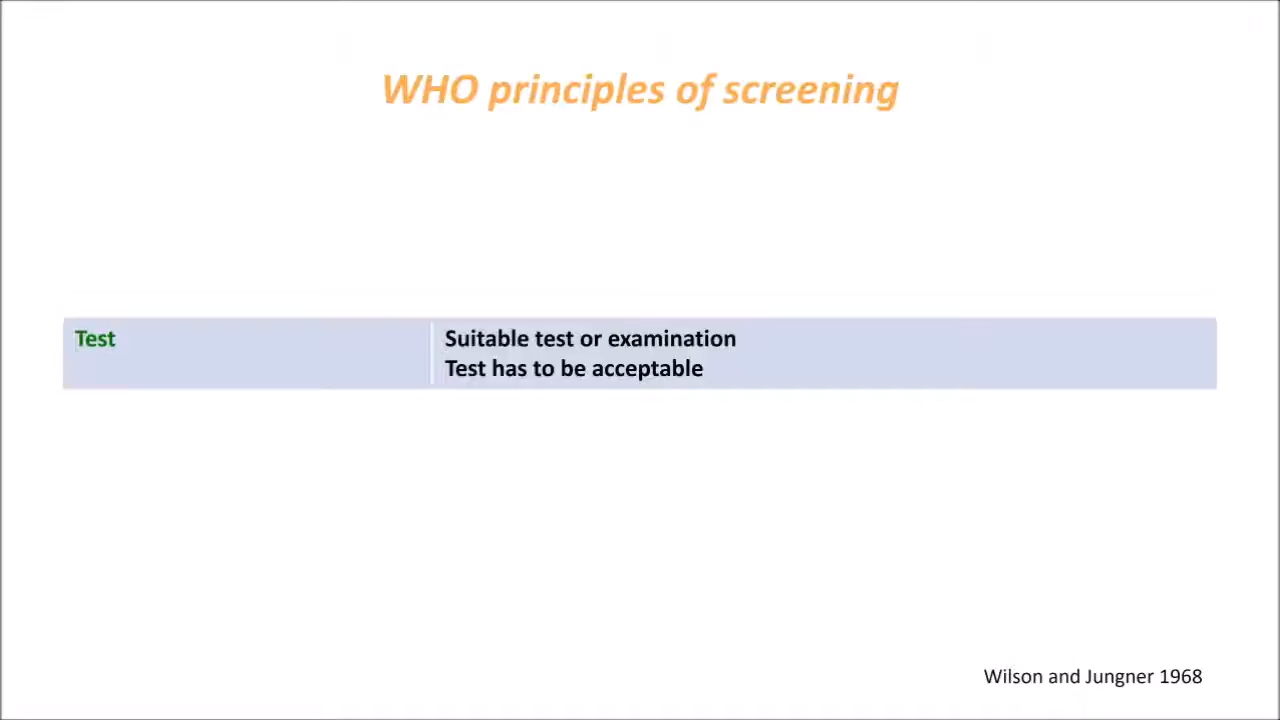 WHO principles of screening
Test
Suitable test or examination
Test has to be acceptable
Wilson and Jungner 1968